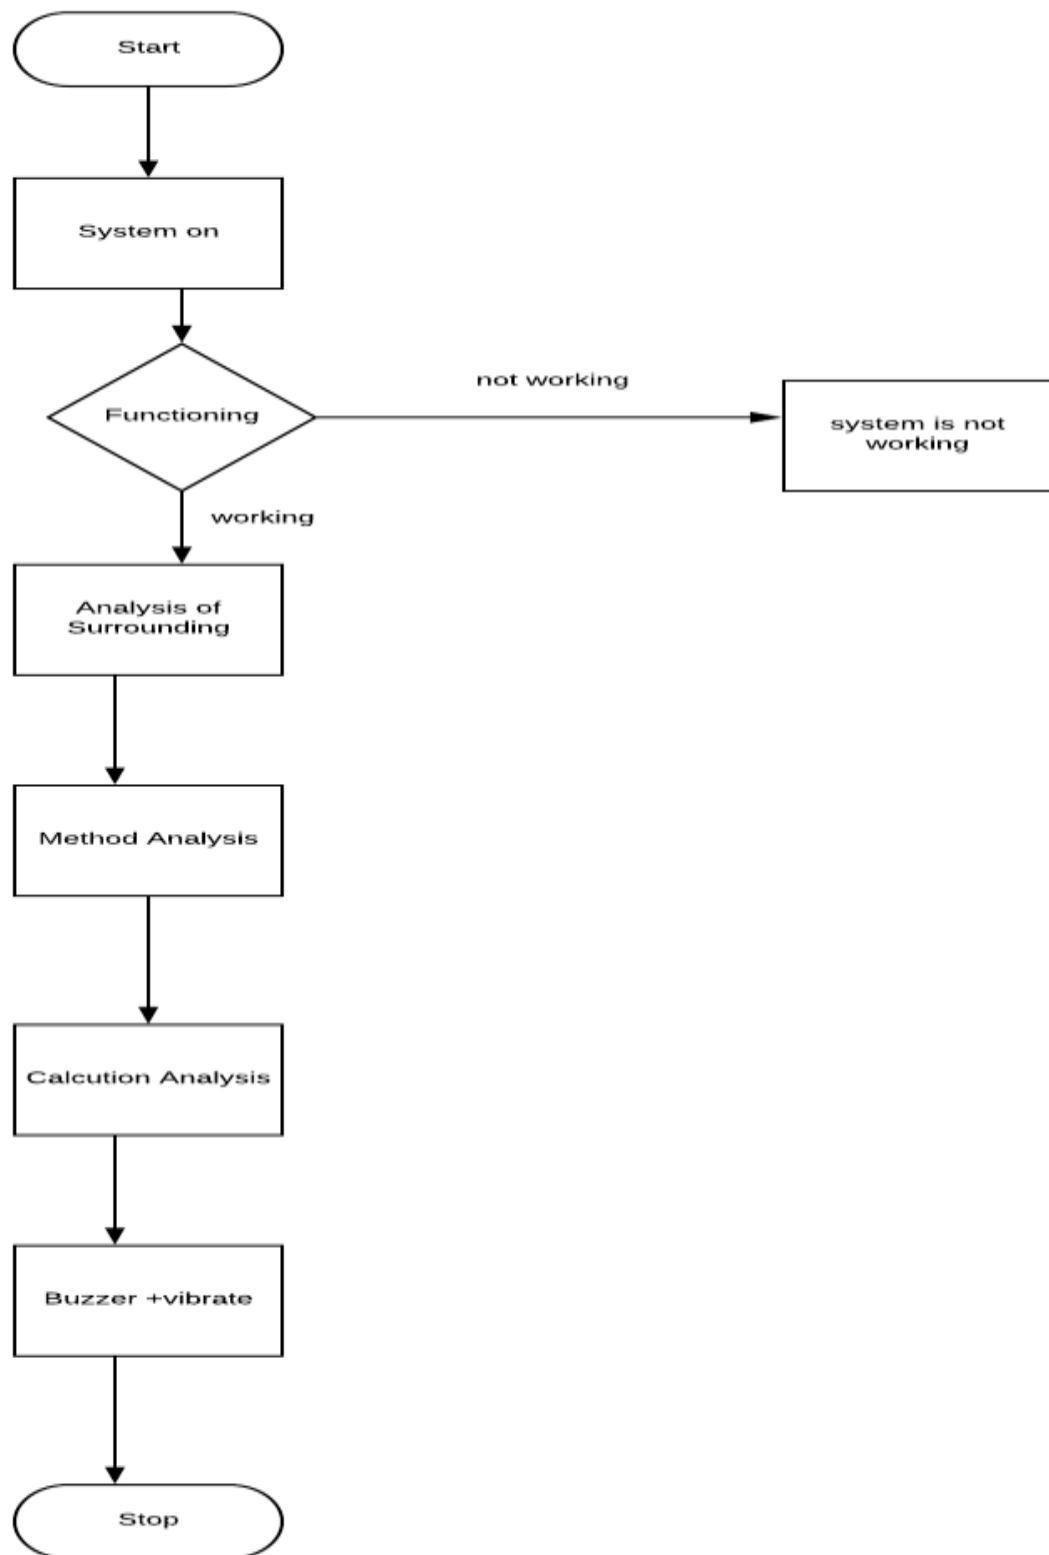 Start
System on
Functioning
not working
system is not
working
working
Analysis of
Surrounding
Method Analysis
Calcution Analysis
Buzzer +vibrate
Stop